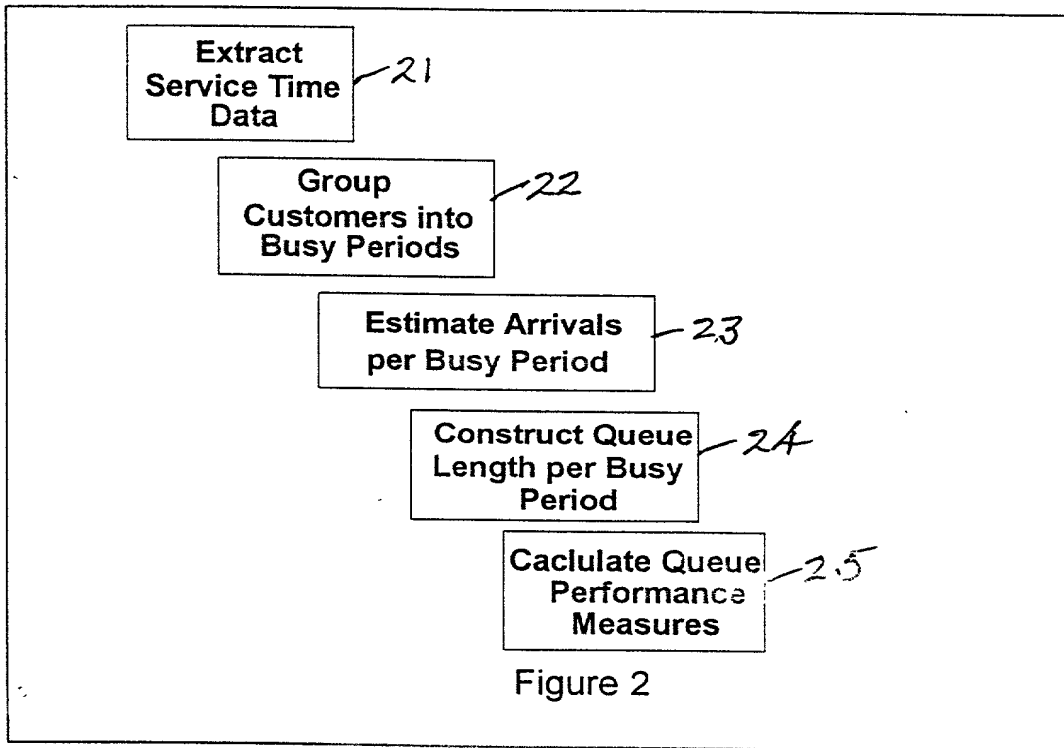 Extract
Service Time
Data
21
Group
Customers into
Busy Periods
22
Estimate Arrivals
per Busy Period
23
Construct Queue
Length per Busy
Period
24
Caclulate Queue
Performance
Measures
25
Figure 2